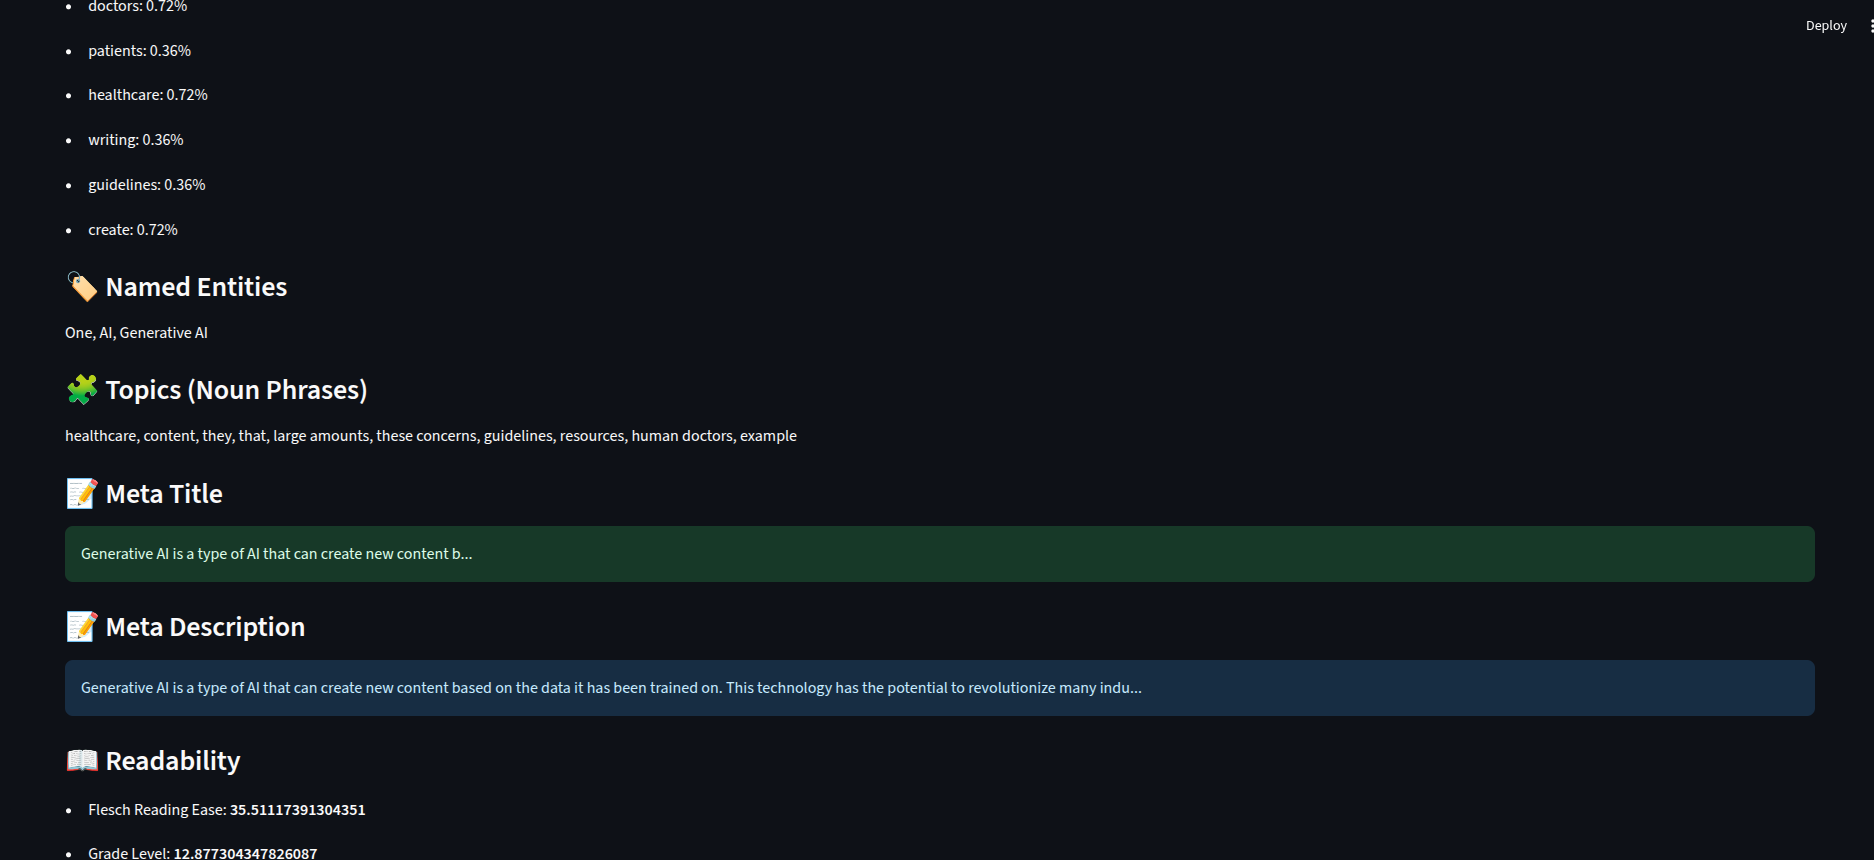 doctors: 0.72%
Deploy
patients: 0.36%
healthcare: 0.72%
writing: 0.36%
guidelines: 0.36%
create: 0.72%
Named Entities
One, AI, Generative AI
Topics (Noun Phrases)
healthcare, content, they, that, large amounts, these concerns, guidelines, resources, human doctors, example
Meta Title
Generative AI is a type of AI that can create new content b...
Meta Description
Generative AI is a type of AI that can create new content based on the data it has been trained on. This technology has the potential to revolutionize many indu...
Readability
Flesch Reading Ease: 35.51117391304351
Grade Level: 12.877304347826087